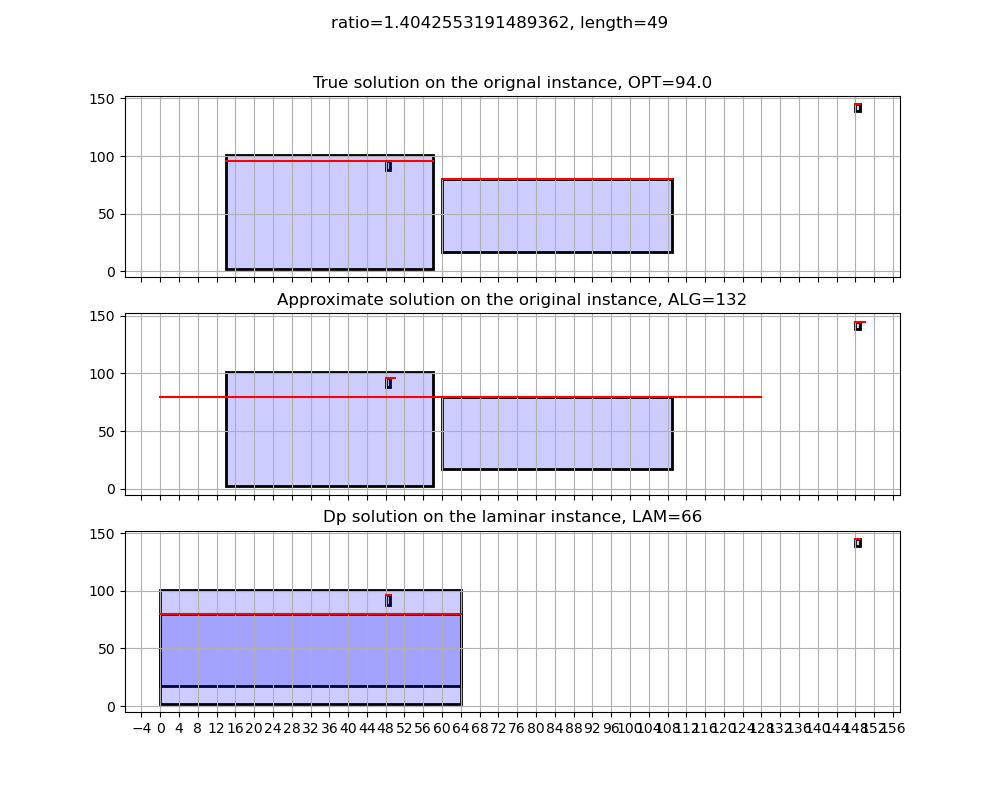 ratio=1.4042553191489362, length=49
True solution on the orignal instance, OPT=94.0
150
100
50
0
Approximate solution on the original instance, ALG=132
150
100
50
0
Dp solution on the laminar instance, LAM=66
150
100
50
0
−4 0 4 8 12 16 20 24 28 32 36 40 44 48 52 56 60 64 68 72 76 80 84 88 92 96 100 104 108 112 116 120 124 128 132 136 140 144 148 152 156